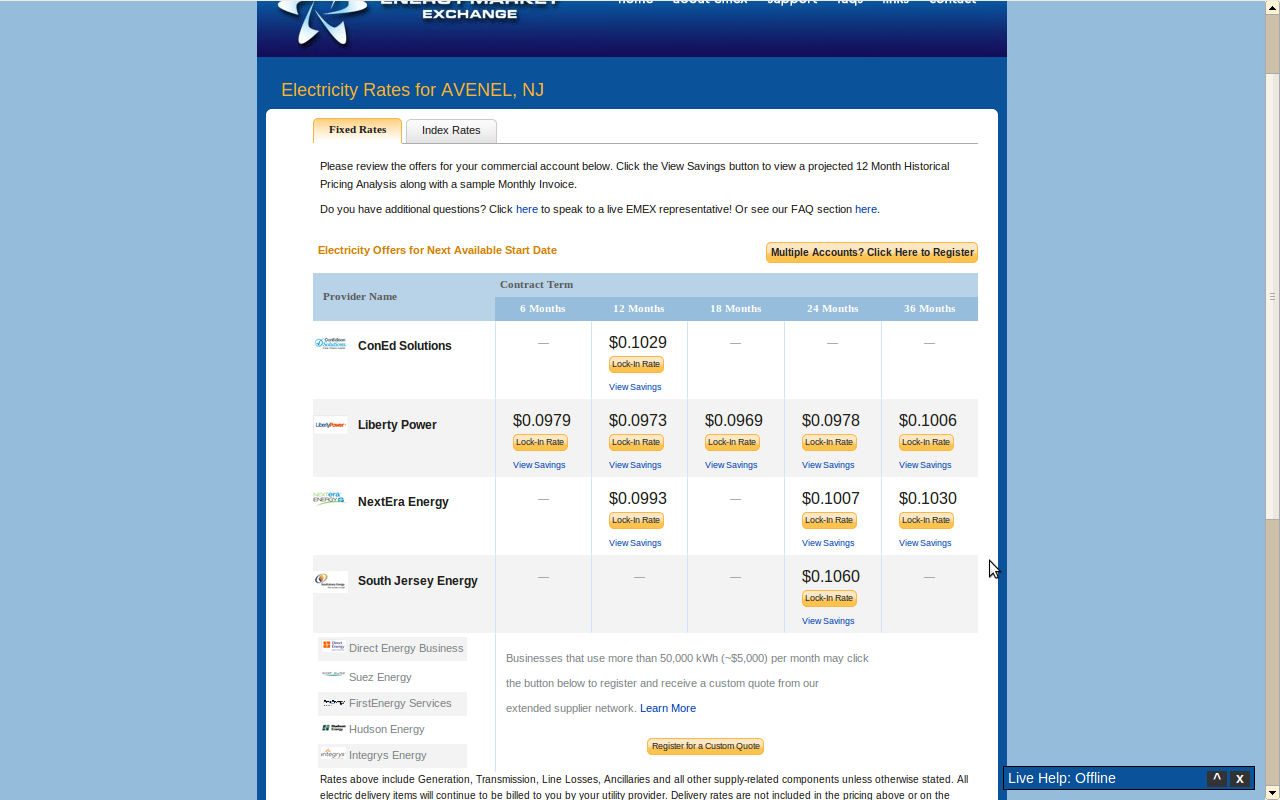 ENERGY MARKET
EXCHANGE
home about emex support faqs links contact
Electricity Rates for AVENEL, NJ
Fixed Rates Index Rates
Please review the offers for your commercial account below. Click the View Savings button to view a projected 12 Month Historical
Pricing Analysis along with a sample Monthly Invoice.
Do you have additional questions? Click here to speak to a live EMEX representative! Or see our FAQ section here.
Electricity Offers for Next Available Start Date
Multiple Accounts? Click Here to Register
Provider Name
Contract Term
6 Months 12 Months 18 Months 24 Months 36 Months
ConEd Solutions — $0.1029 — — —
Lock-In Rate
View Savings
Liberty Power $0.0979 $0.0973 $0.0969 $0.0978 $0.1006
Lock-In Rate Lock-In Rate Lock-In Rate Lock-In Rate Lock-In Rate
View Savings View Savings View Savings View Savings View Savings
NextEra Energy — $0.0993 — $0.1007 $0.1030
Lock-In Rate Lock-In Rate Lock-In Rate
View Savings View Savings View Savings
South Jersey Energy — — — $0.1060 —
Lock-In Rate
View Savings
Direct Energy Business
Suez Energy
FirstEnergy Services
Hudson Energy
Integrys Energy
Businesses that use more than 50,000 kWh (~$5,000) per month may click
the button below to register and receive a custom quote from our
extended supplier network. Learn More
Register for a Custom Quote
Rates above include Generation, Transmission, Line Losses, Ancillaries and all other supply-related components unless otherwise stated. All
electric delivery items will continue to be billed to you by your utility provider. Delivery rates are not included in the pricing above or on the
Live Help: Offline ^ x